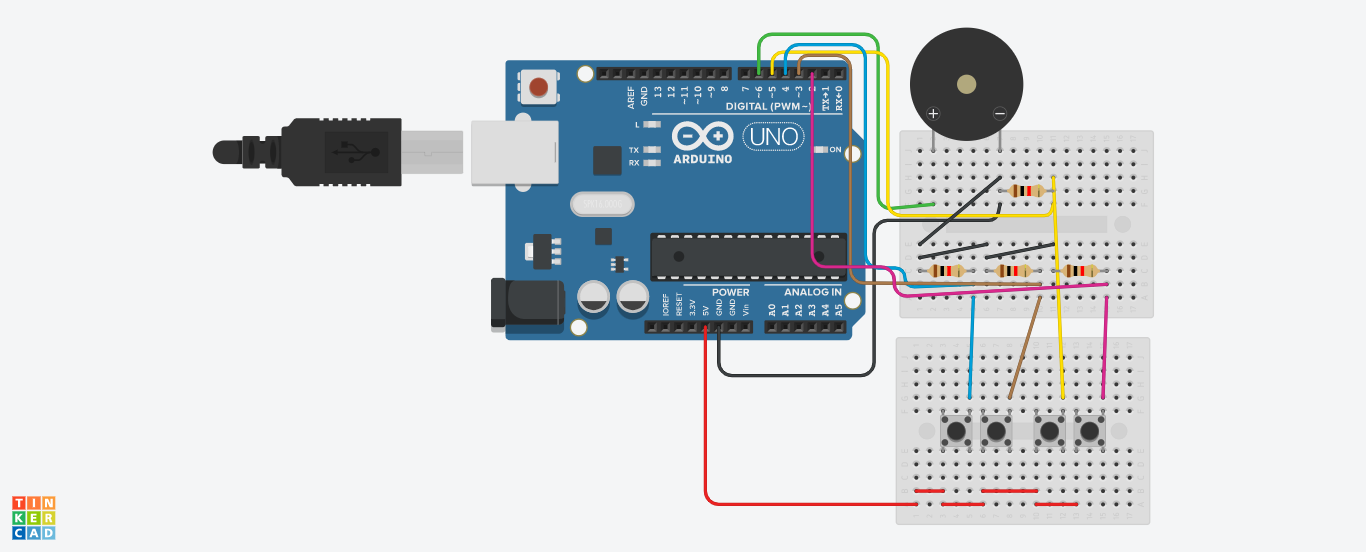 AREF
GND
13
12
~11
~10
~9
8
7
~6
~5
4
~3
TX→1
RX←0
DIGITAL (PWM~)
L
TX
RX
ARDUINO
UNO
ON
+
−
POWER
ANALOG IN
IOREF
RESET
3.3V
5V
GND
GND
Vin
A0
A1
A2
A3
A4
A5
TIN
KER
CAD